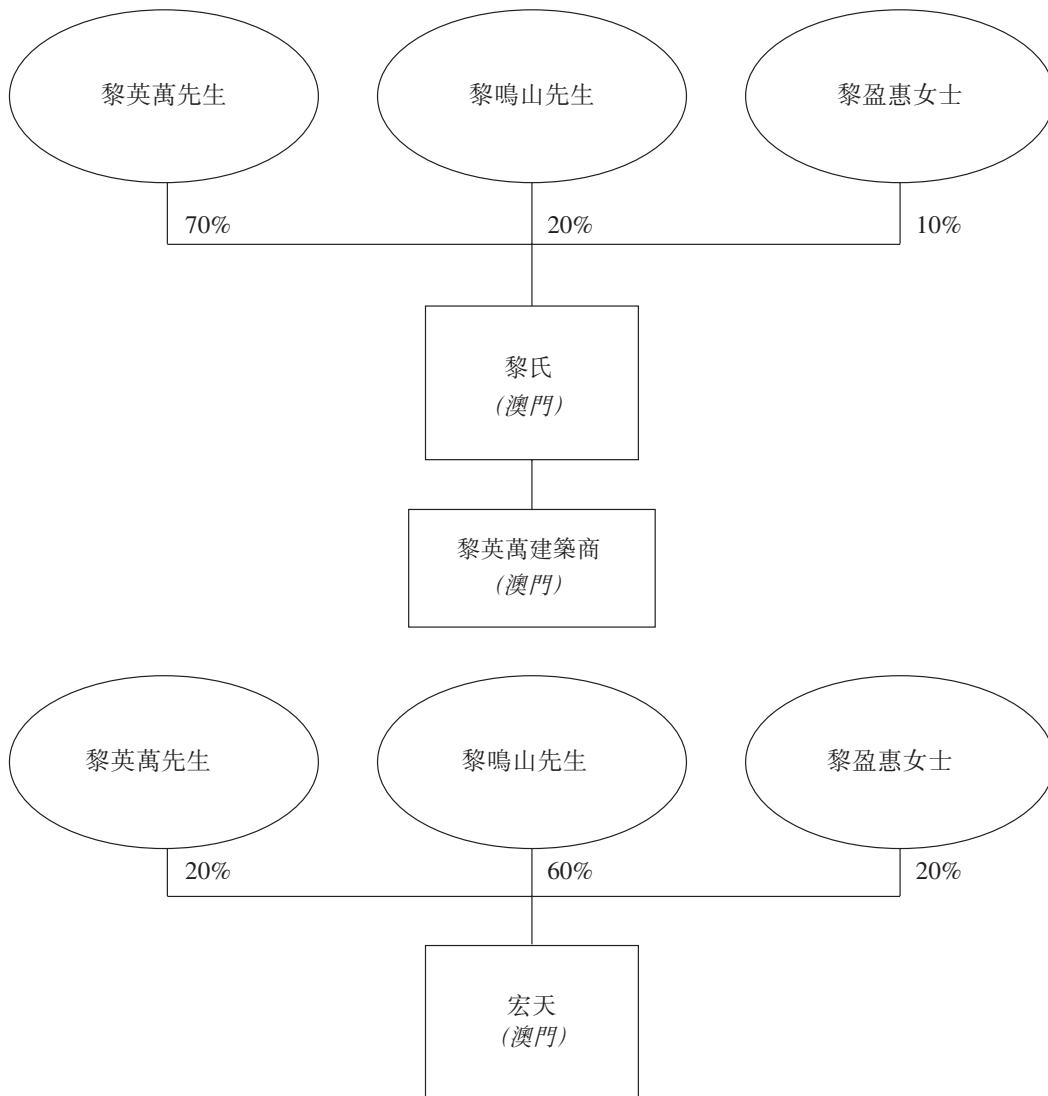 黎英萬先生
黎鳴山先生
黎盈惠女士
70%
20%
10%
黎氏
(澳門)
黎英萬建築商
(澳門)
黎英萬先生
黎鳴山先生
黎盈惠女士
20%
60%
20%
宏天
(澳門)